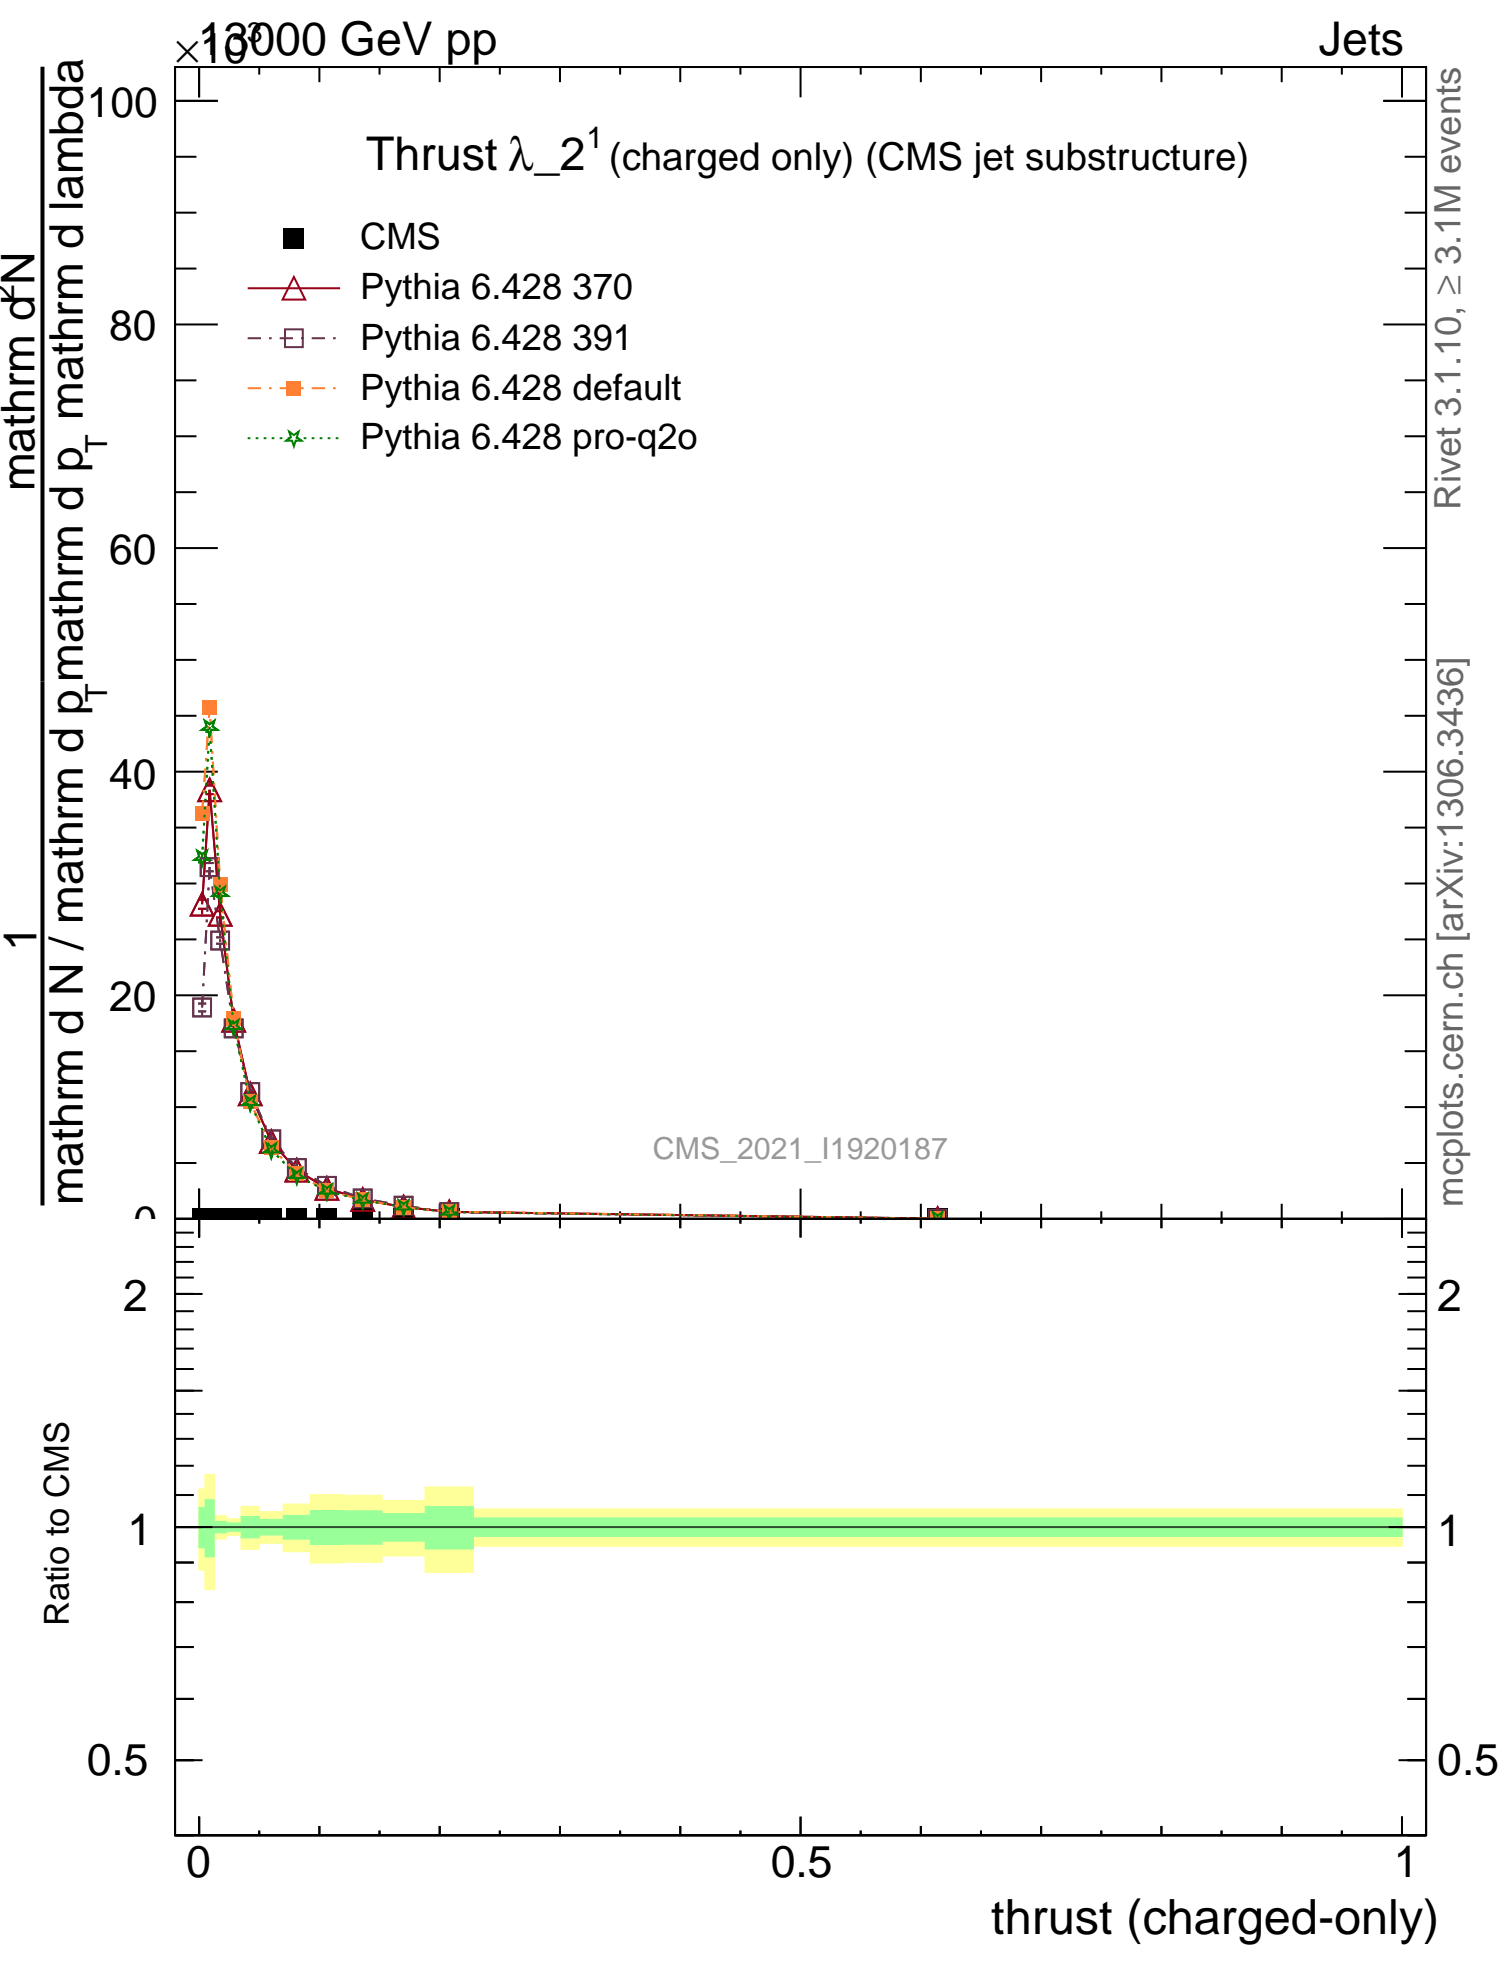 ×10³
13000 GeV pp
Jets
Thrust λ_2¹ (charged only) (CMS jet substructure)
CMS
Pythia 6.428 370
Pythia 6.428 391
Pythia 6.428 default
Pythia 6.428 pro-q2o
100
80
60
40
20
0
1
mathrm d N / mathrm d p_T
mathrm d²N
mathrm d p_T mathrm d lambda
CMS_2021_I1920187
Rivet 3.1.10, ≥ 3.1M events
mcplots.cern.ch [arXiv:1306.3436]
Ratio to CMS
2
1
0.5
2
1
0.5
0
0.5
1
thrust (charged-only)